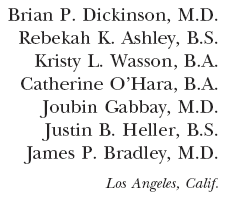 Brian P. Dickinson, M.D.
Rebekah K. Ashley, B.S.
Kristy L. Wasson, B.A.
Catherine O’Hara, B.A.
Joubin Gabbay, M.D.
Justin B. Heller, B.S.
James P. Bradley, M.D.
Los Angeles, Calif.